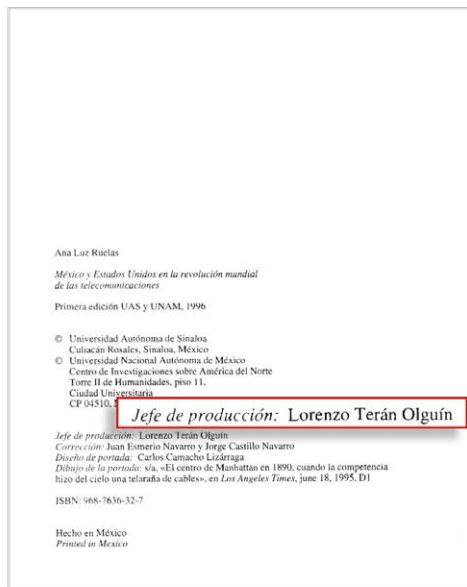 Ana Luz Ruelas
México y Estados Unidos en la revolución mundial
de las telecomunicaciones
Primera edición UAS y UNAM, 1996
© Universidad Autónoma de Sinaloa
Culiacán Rosales, Sinaloa, México
© Universidad Nacional Autónoma de México
Centro de Investigaciones sobre América del Norte
Torre II de Humanidades, piso 11,
Ciudad Universitaria
CP 04510,
Jefe de producción: Lorenzo Terán Olguín
Jefe de producción: Lorenzo Terán Olguín
Corrección: Juan Esmerio Navarro y Jorge Castillo Navarro
Diseño de portada: Carlos Camacho Lizárraga
Dibujo de la portada: s/a, «El centro de Manhattan en 1890, cuando la competencia
hizo del cielo una telaraña de cables», en Los Angeles Times, june 18, 1995, D1
ISBN: 968-7636-32-7
Hecho en México
Printed in Mexico